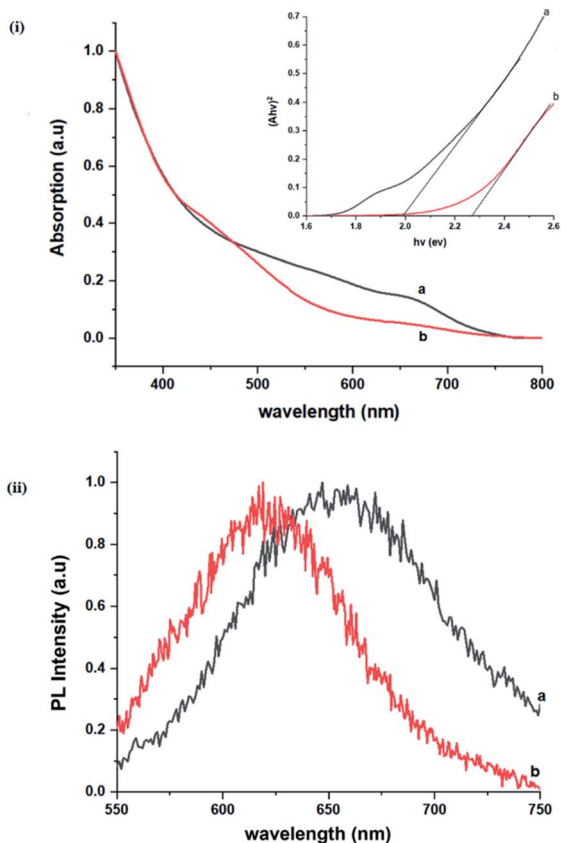 (i)
Absorption (a.u)
1.0
0.8
0.6
0.4
0.2
0.0
400
500
600
700
800
wavelength (nm)
a
b
(Ahv)²
0.7
0.6
0.5
0.4
0.3
0.2
0.1
0.0
1.6
1.8
2.0
2.2
2.4
2.6
hv (ev)
a
b
(ii)
PL Intensity (a.u)
1.0
0.8
0.6
0.4
0.2
0.0
550
600
650
700
750
wavelength (nm)
a
b